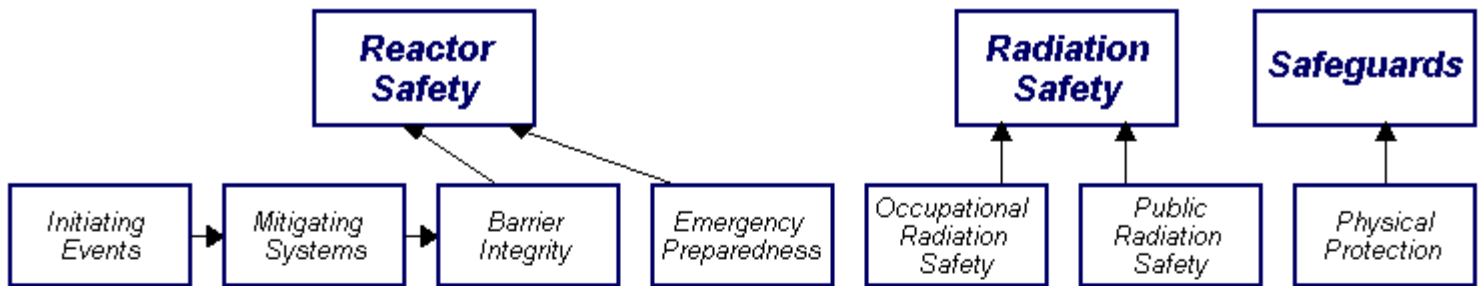 Reactor
Safety
Radiation
Safety
Safeguards
Initiating
Events
Mitigating
Systems
Barrier
Integrity
Emergency
Preparedness
Occupational
Radiation
Safety
Public
Radiation
Safety
Physical
Protection